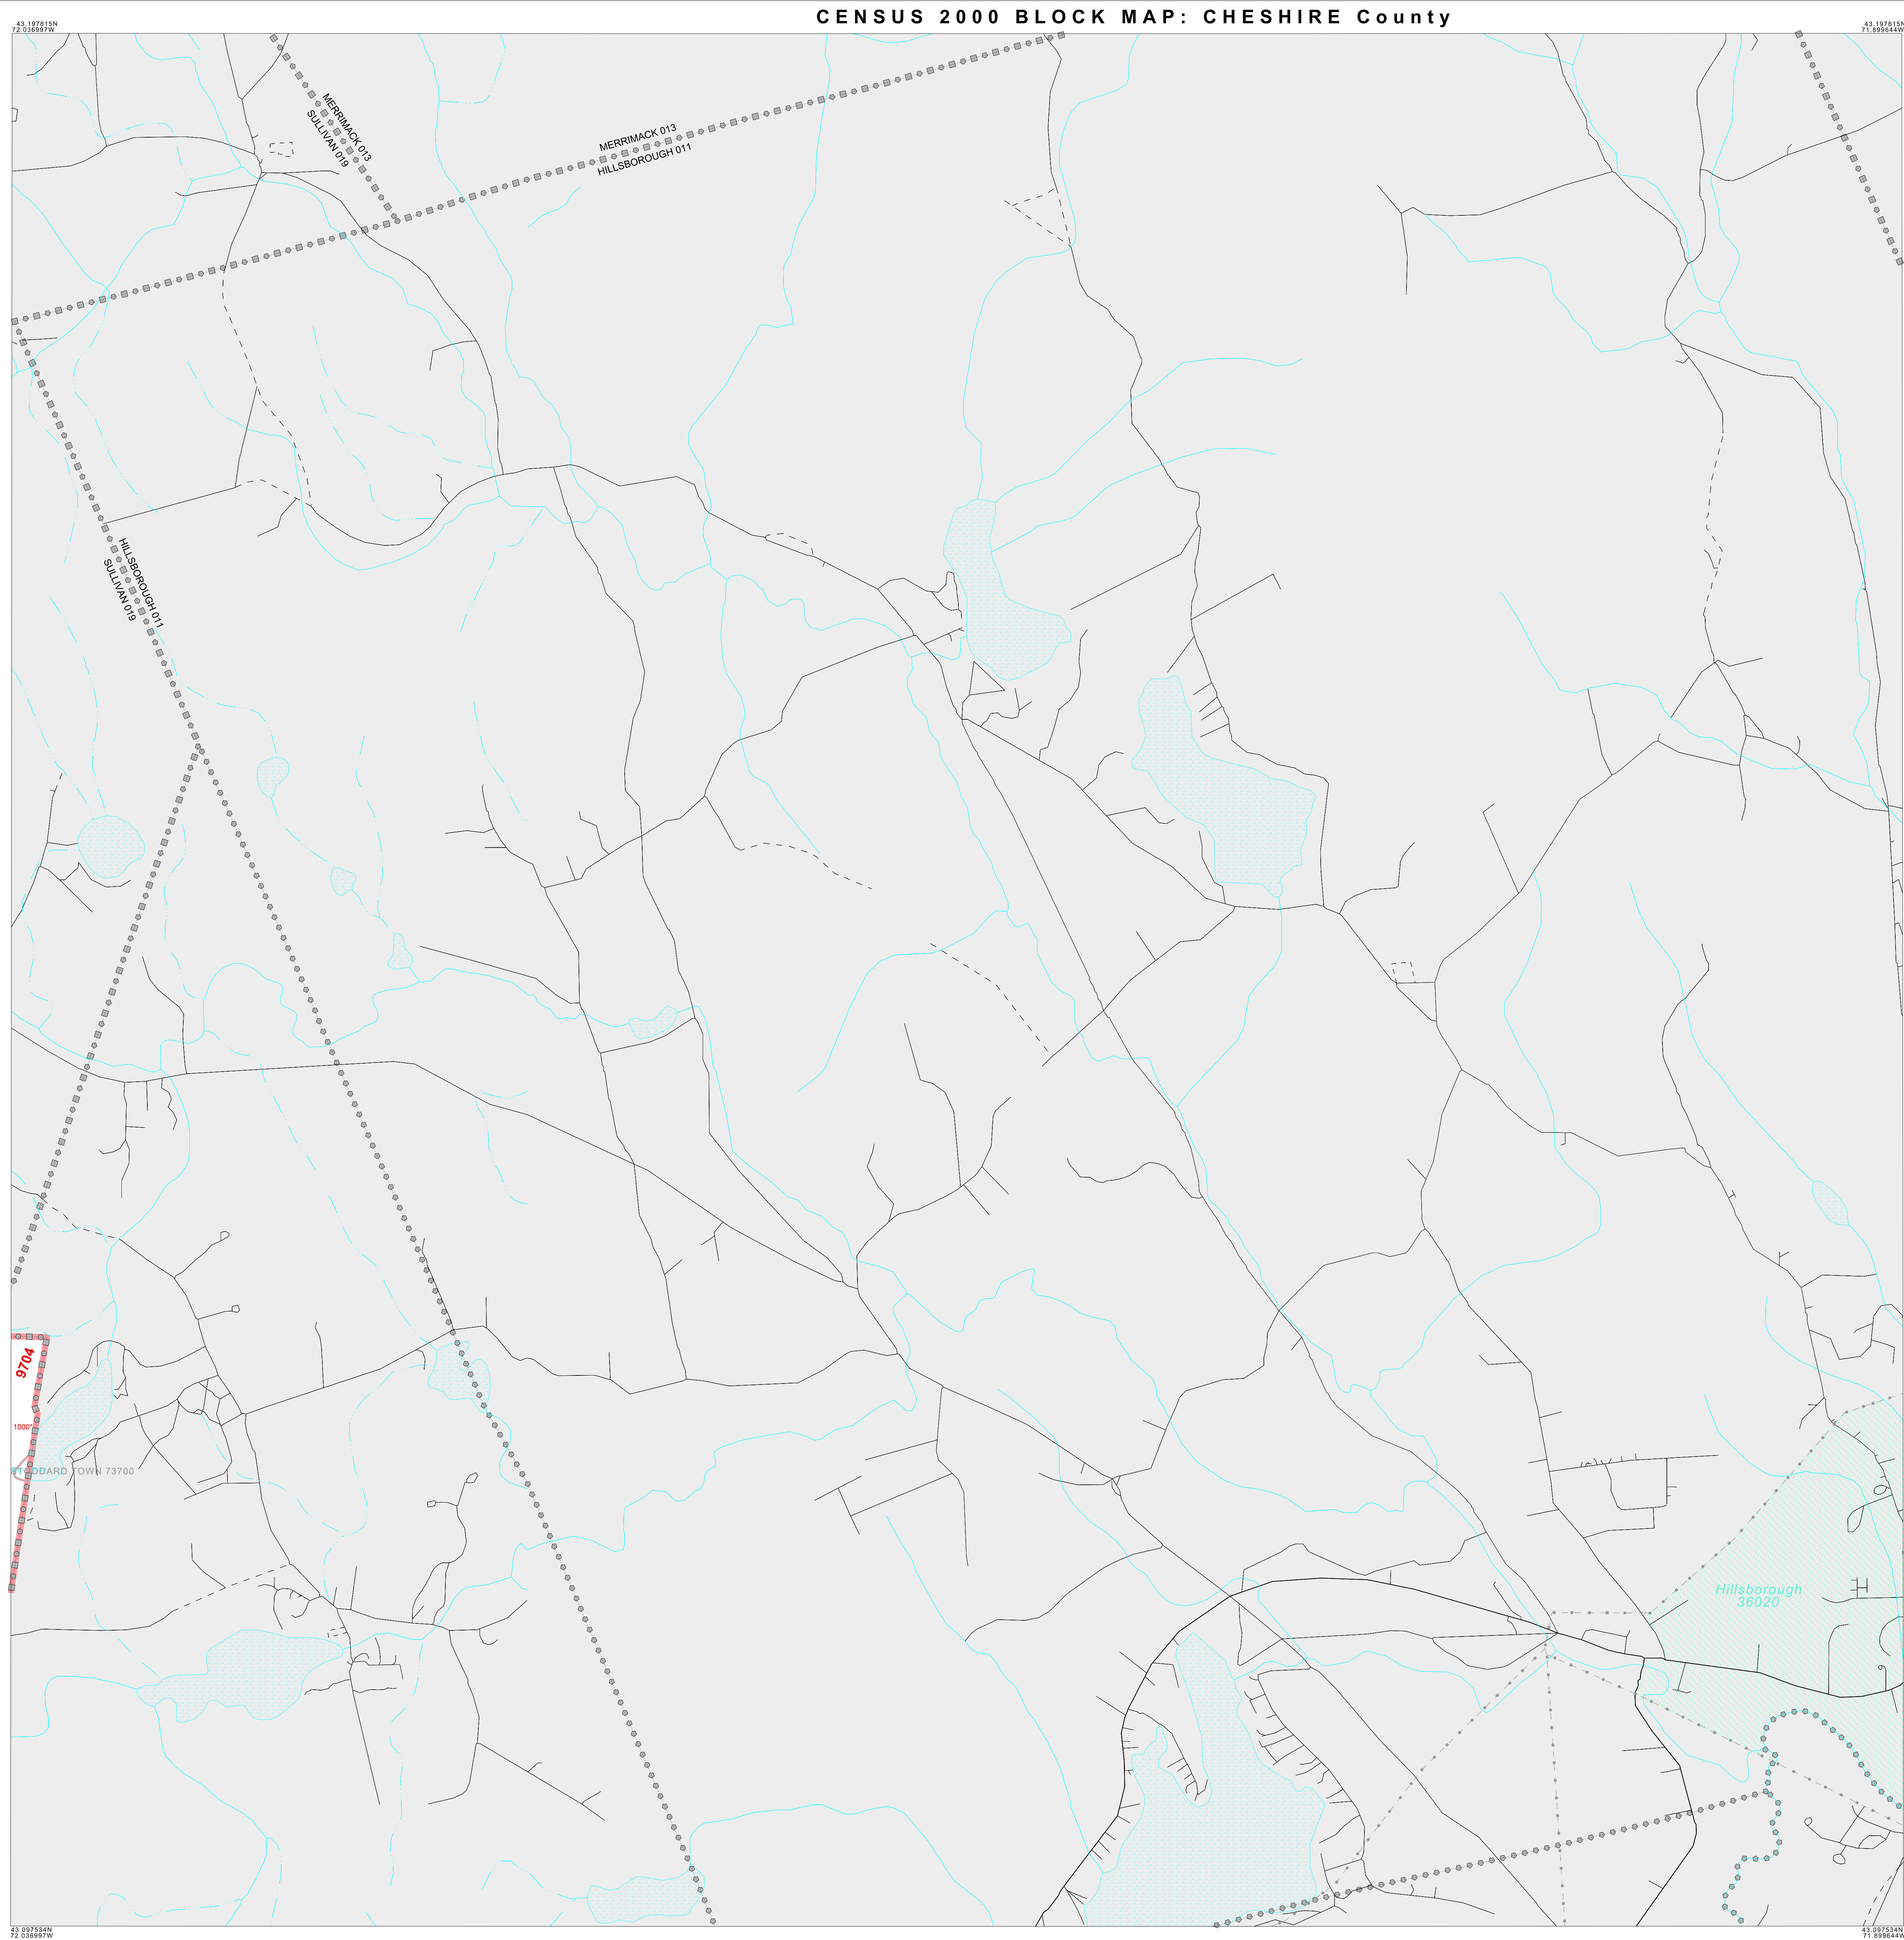 CENSUS 2000 BLOCK MAP: CHESHIRE County
43.197815N
72.036997W
43.197815N
71.899644W
MERRIMACK 013
SULLIVAN 019
MERRIMACK 013
HILLSBOROUGH 011
HILLSBOROUGH 011
SULLIVAN 019
9704
1000*
STODDARD TOWN 73700
Hillsborough
36020
43.097534N
72.036997W
43.097534N
71.899644W